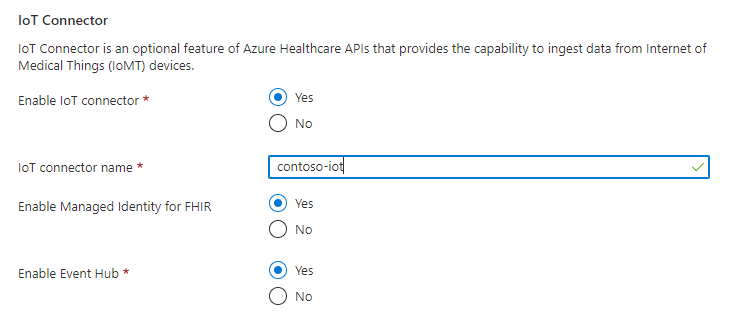 IoT Connector
IoT Connector is an optional feature of Azure Healthcare APIs that provides the capability to ingest data from Internet of
Medical Things (IoMT) devices.
Enable IoT connector * Yes
No
IoT connector name * contoso-iot
Enable Managed Identity for FHIR Yes
No
Enable Event Hub * Yes
No